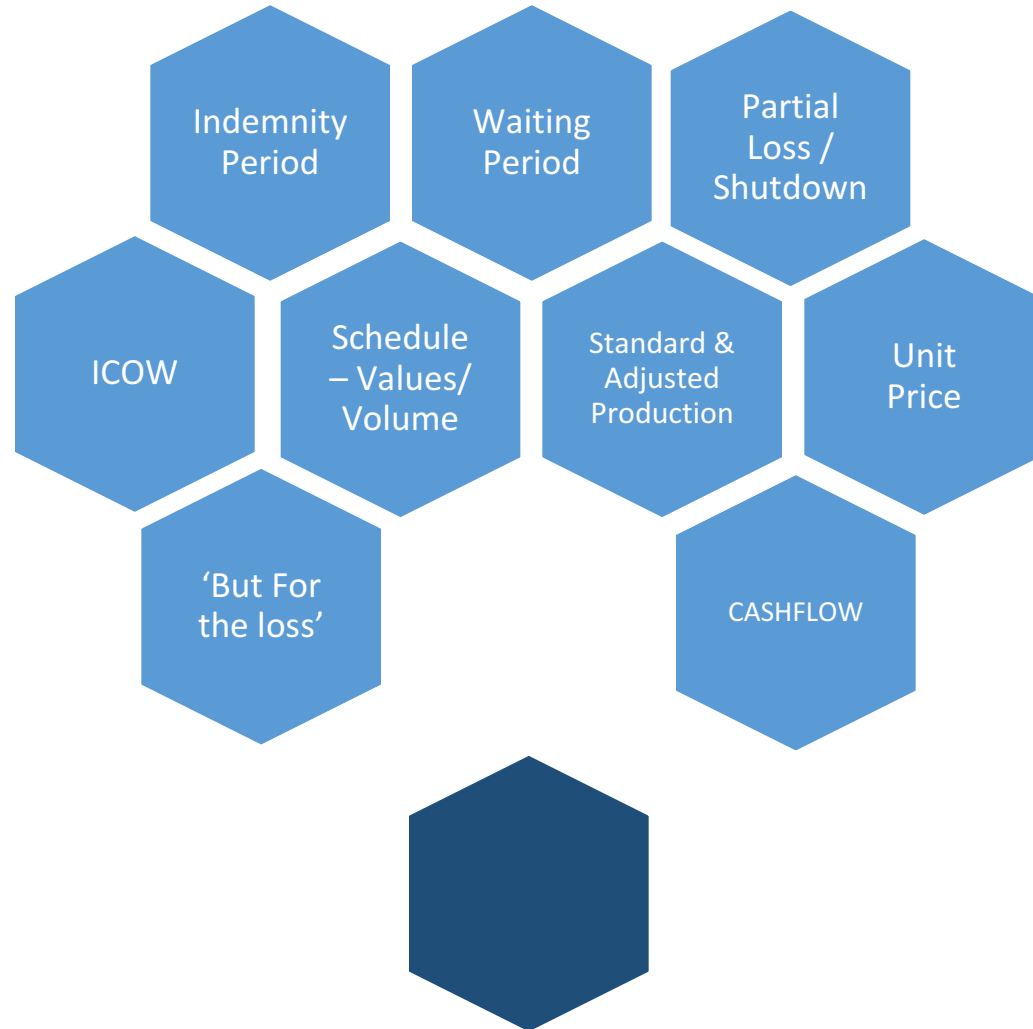 Indemnity
Period
Waiting
Period
Partial
Loss /
Shutdown
ICOW
Schedule
– Values/
Volume
Standard &
Adjusted
Production
Unit
Price
‘But For
the loss’
CASHFLOW